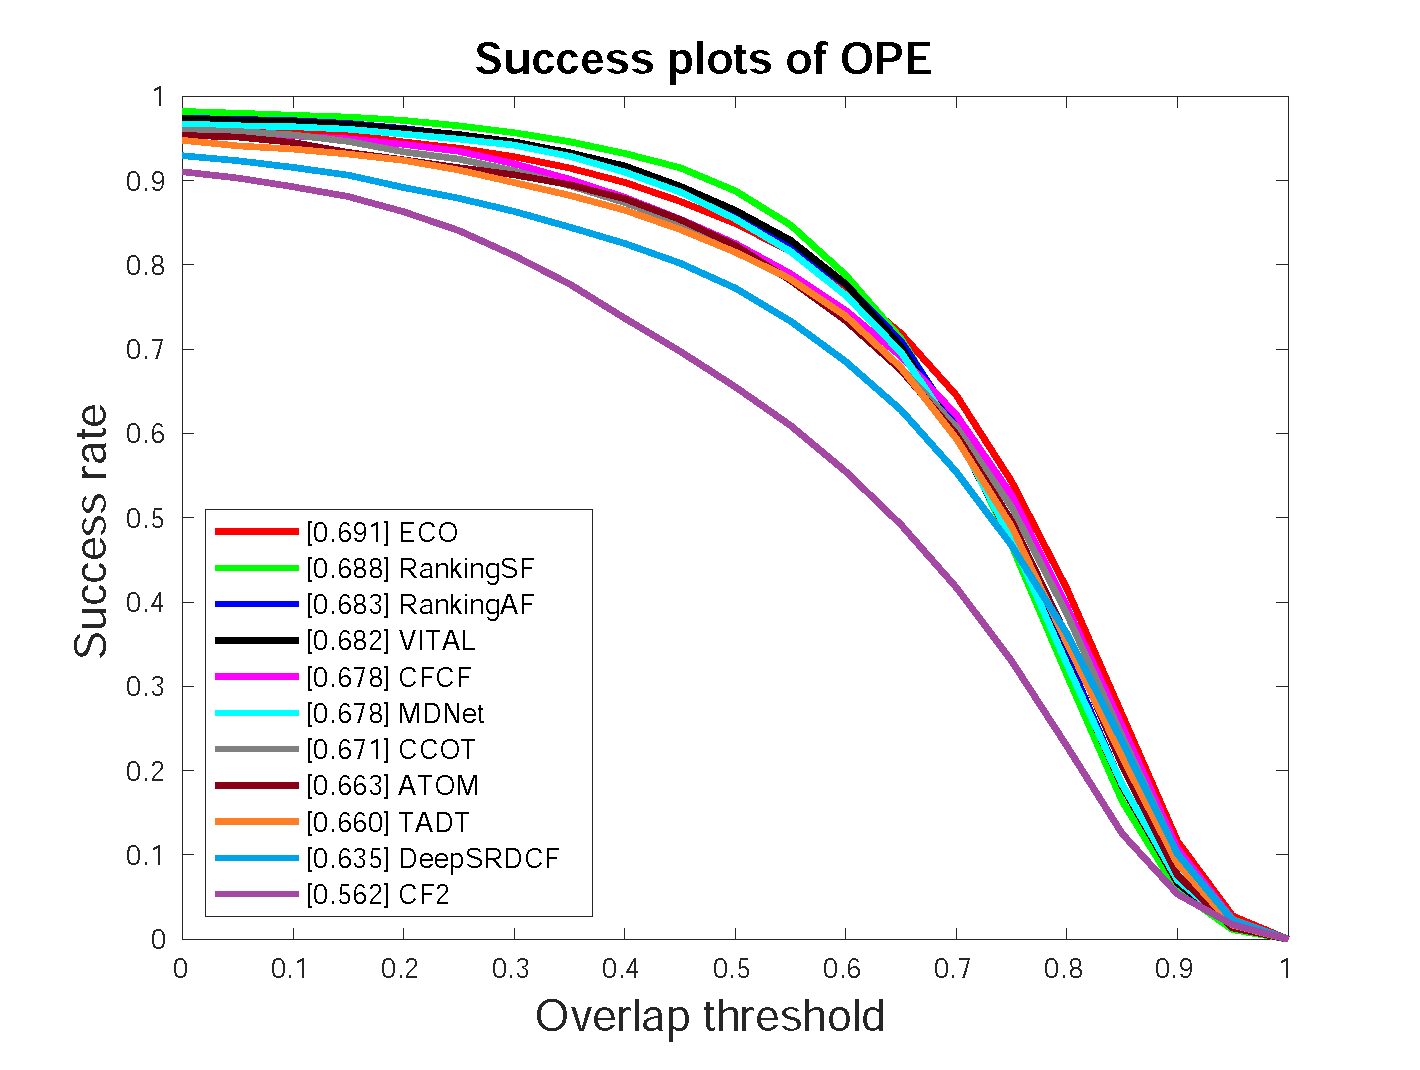 Success plots of OPE
1
0.9
0.8
0.7
0.6
0.5
0.4
0.3
0.2
0.1
0
Success rate
[0.691] ECO
[0.688] RankingSF
[0.683] RankingAF
[0.682] VITAL
[0.678] CFCF
[0.678] MDNet
[0.671] CCOT
[0.663] ATOM
[0.660] TADT
[0.635] DeepSRDCF
[0.562] CF2
0 0.1 0.2 0.3 0.4 0.5 0.6 0.7 0.8 0.9 1
Overlap threshold